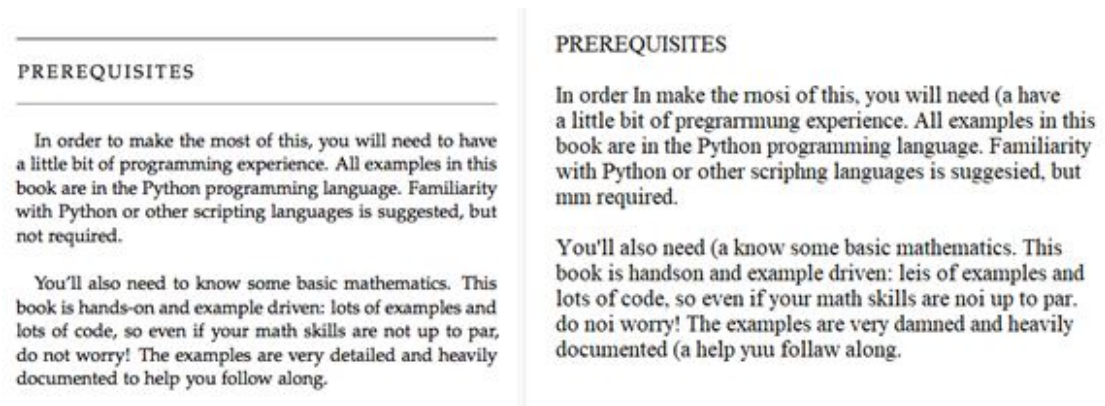 PREREQUISITES
In order to make the most of this, you will need to have
a little bit of programming experience. All examples in this
book are in the Python programming language. Familiarity
with Python or other scripting languages is suggested, but
not required.
You'll also need to know some basic mathematics. This
book is hands-on and example driven: lots of examples and
lots of code, so even if your math skills are not up to par,
do not worry! The examples are very detailed and heavily
documented to help you follow along.
PREREQUISITES
In order In make the rnosi of this, you will need (a have
a little bit of pregrarrmung experience. All examples in this
book are in the Python programming language. Familiarity
with Python or other scriphng languages is suggesied, but
mm required.
You'll also need (a know some basic mathematics. This
book is handson and example driven: leis of examples and
lots of code, so even if your math skills are noi up to par.
do noi worry! The examples are very damned and heavily
documented (a help yuu follaw along.